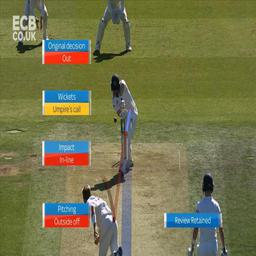 ECB
CO.UK
Original decision
Out
Wickets
Umpire's call
Impact
In-line
Pitching
Outside off
Review Retained